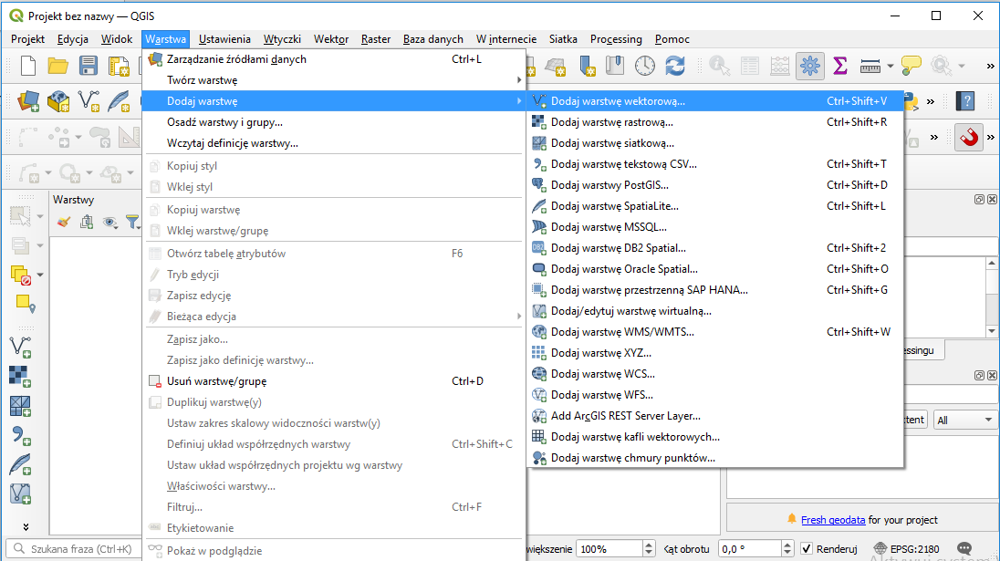 Projekt bez nazwy — QGIS
Projekt Edycja Widok Warstwa Ustawienia Wtyczki Wektor Raster Baza danych W internecie Siatka Processing Pomoc
Zarządzanie źródłami danych Ctrl+L
Twórz warstwę
Dodaj warstwę
Osadź warstwy i grupy...
Wczytaj definicję warstwy...
Kopiuj styl
Wklej styl
Kopiuj warstwę
Wklej warstwę/grupę
Otwórz tabelę atrybutów F6
Tryb edycji
Zapisz edycję
Bieżąca edycja
Zapisz jako...
Zapisz jako definicję warstwy...
Usuń warstwę/grupę Ctrl+D
Duplikuj warstwę(y)
Ustaw zakres skalowy widoczności warstw(y)
Definiuj układ współrzędnych warstwy Ctrl+Shift+C
Ustaw układ współrzędnych projektu wg warstwy
Właściwości warstwy...
Filtruj... Ctrl+F
Etykietowanie
Pokaż w podglądzie
Dodaj warstwę wektorową... Ctrl+Shift+V
Dodaj warstwę rastrową... Ctrl+Shift+R
Dodaj warstwę siatkową...
Dodaj warstwę tekstową CSV... Ctrl+Shift+T
Dodaj warstwy PostGIS... Ctrl+Shift+D
Dodaj warstwę SpatiaLite... Ctrl+Shift+L
Dodaj warstwę MSSQL...
Dodaj warstwę DB2 Spatial... Ctrl+Shift+2
Dodaj warstwę Oracle Spatial... Ctrl+Shift+O
Dodaj warstwę przestrzenną SAP HANA... Ctrl+Shift+G
Dodaj/edytuj warstwę wirtualną...
Dodaj warstwę WMS/WMTS... Ctrl+Shift+W
Dodaj warstwę XYZ...
Dodaj warstwę WCS...
Dodaj warstwę WFS...
Add ArcGIS REST Server Layer...
Dodaj warstwę kafli wektorowych...
Dodaj warstwę chmury punktów...
Warstwy
essingu
tent All
Fresh geodata for your project
Szukana fraza (Ctrl+K)
większenie 100% Kąt obrotu 0,0 ° Renderuj EPSG:2180